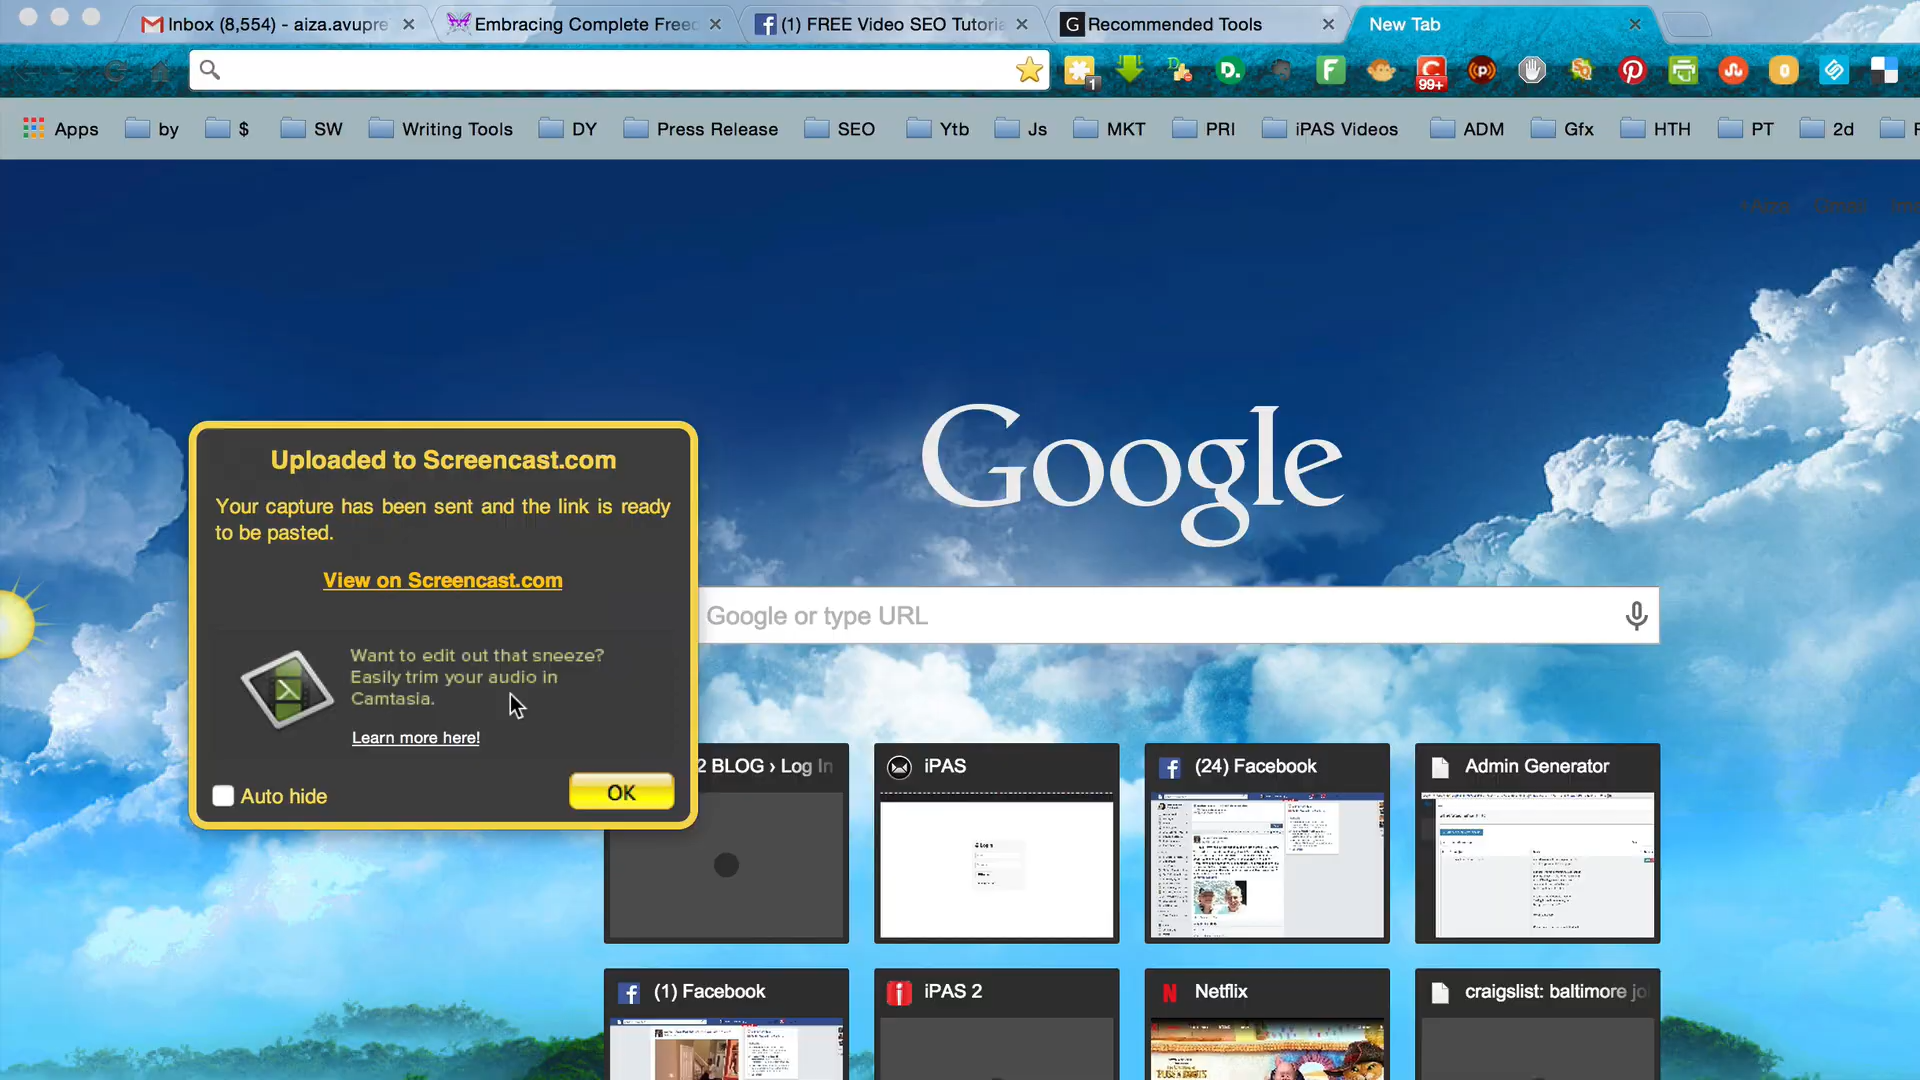 Inbox (8,554) - aiza.avupre
Embracing Complete Freed
(1) FREE Video SEO Tutoria
G Recommended Tools
New Tab
1
D.
F
C
99+
0
Apps
by
$
SW
Writing Tools
DY
Press Release
SEO
Ytb
Js
MKT
PRI
iPAS Videos
ADM
Gfx
HTH
PT
2d
Google
Uploaded to Screencast.com
Your capture has been sent and the link is ready
to be pasted.
View on Screencast.com
Google or type URL
Want to edit out that sneeze?
Easily trim your audio in
Camtasia.
Learn more here!
Auto hide
OK
2 BLOG › Log In
iPAS
(24) Facebook
Admin Generator
Login
(1) Facebook
iPAS 2
Netflix
craigslist: baltimore jo